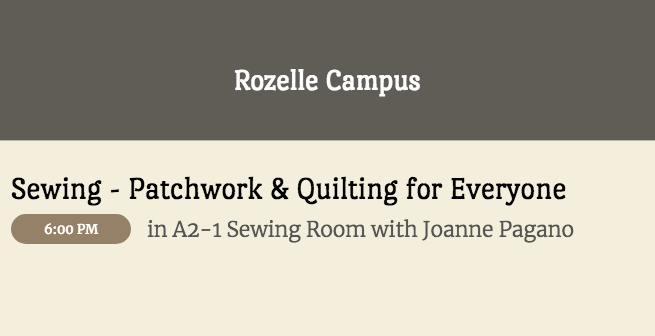 Rozelle Campus
Sewing - Patchwork & Quilting for Everyone
6:00 PM in A2-1 Sewing Room with Joanne Pagano